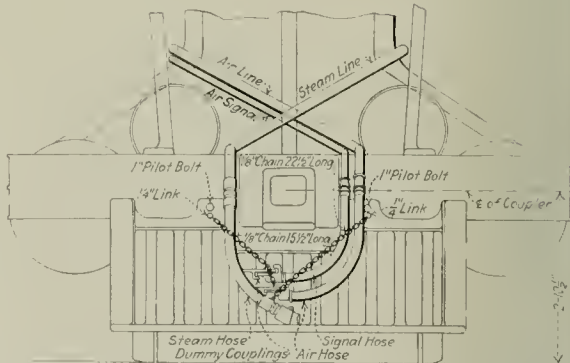 Air Line
Steam Line
Air Signal
1/8" Chain 22 1/2" Long
1" Pilot Bolt
1" Pilot Bolt
1/4" Link
1/4" Link
℄ of Coupler
1/8" Chain 15 1/2" Long
Steam Hose
Signal Hose
Dummy Couplings
Air Hose